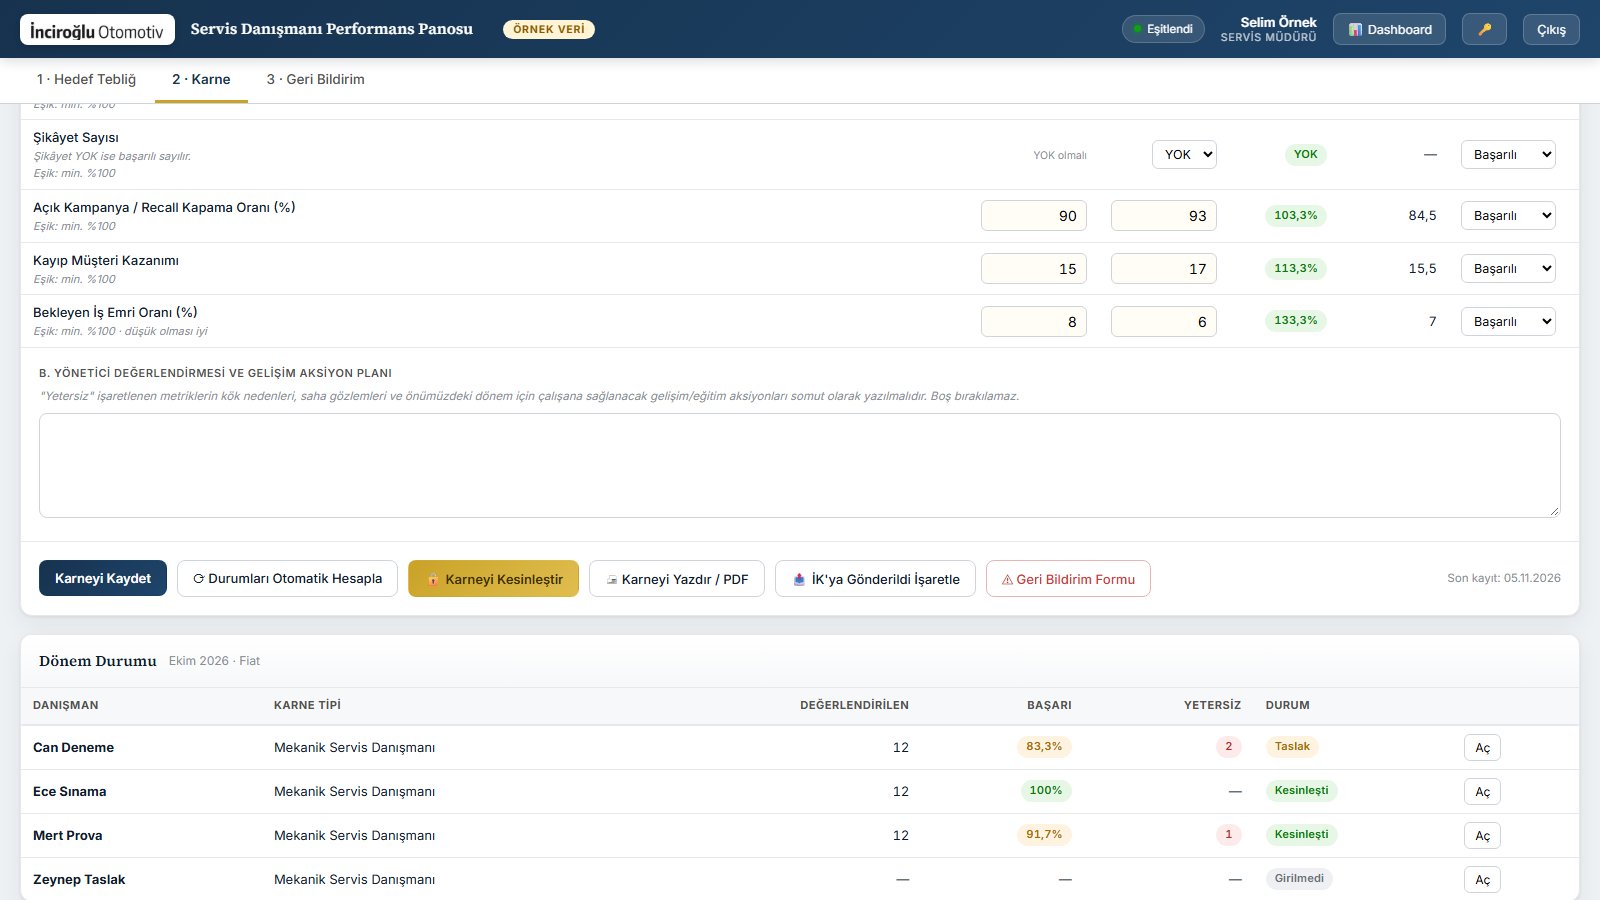 İnciroğlu Otomotiv
Servis Danışmanı Performans Panosu
ÖRNEK VERİ
Eşitlendi
Selim Örnek
SERVİS MÜDÜRÜ
Dashboard
Çıkış
1 · Hedef Tebliğ
2 · Karne
3 · Geri Bildirim
Eşik: min. %100
Şikâyet Sayısı
Şikâyet YOK ise başarılı sayılır.
Eşik: min. %100
YOK olmalı
YOK
YOK
—
Başarılı
Açık Kampanya / Recall Kapama Oranı (%)
Eşik: min. %100
90
93
103,3%
84,5
Başarılı
Kayıp Müşteri Kazanımı
Eşik: min. %100
15
17
113,3%
15,5
Başarılı
Bekleyen İş Emri Oranı (%)
Eşik: min. %100 · düşük olması iyi
8
6
133,3%
7
Başarılı
B. YÖNETİCİ DEĞERLENDİRMESİ VE GELİŞİM AKSİYON PLANI
"Yetersiz" işaretlenen metriklerin kök nedenleri, saha gözlemleri ve önümüzdeki dönem için çalışana sağlanacak gelişim/eğitim aksiyonları somut olarak yazılmalıdır. Boş bırakılamaz.
Karneyi Kaydet
⟳ Durumları Otomatik Hesapla
Karneyi Kesinleştir
Karneyi Yazdır / PDF
İK'ya Gönderildi İşaretle
⚠ Geri Bildirim Formu
Son kayıt: 05.11.2026
Dönem Durumu
Ekim 2026 · Fiat
DANIŞMAN KARNE TİPİ DEĞERLENDİRİLEN BAŞARI YETERSİZ DURUM
Can Deneme Mekanik Servis Danışmanı 12 83,3% 2 Taslak Aç
Ece Sınama Mekanik Servis Danışmanı 12 100% — Kesinleşti Aç
Mert Prova Mekanik Servis Danışmanı 12 91,7% 1 Kesinleşti Aç
Zeynep Taslak Mekanik Servis Danışmanı — — — Girilmedi Aç